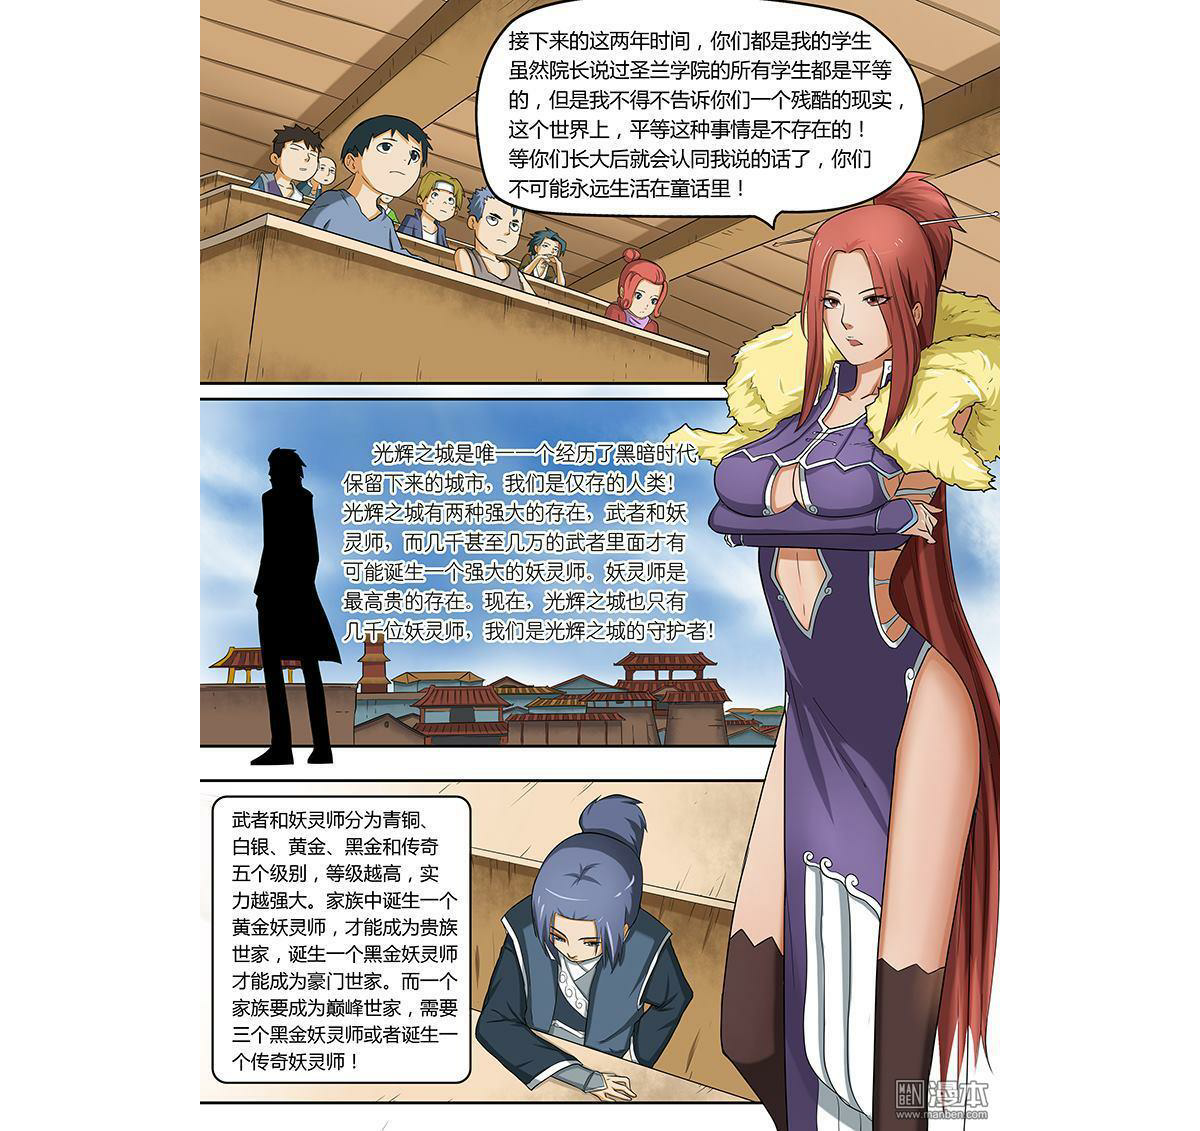 接下来的这两年时间，你们都是我的学生
虽然院长说过圣兰学院的所有学生都是平等
的，但是我不得不告诉你们一个残酷的现实，
这个世界上，平等这种事情是不存在的！
等你们长大后就会认同我说的话了，你们
不可能永远生活在童话里！
光辉之城是唯一一个经历了黑暗时代
保留下来的城市，我们是仅存的人类！
光辉之城有两种强大的存在，武者和妖
灵师，而几千甚至几万的武者里面才有
可能诞生一个强大的妖灵师。妖灵师是
最高贵的存在。现在，光辉之城也只有
几千位妖灵师，我们是光辉之城的守护者！
武者和妖灵师分为青铜、
白银、黄金、黑金和传奇
五个级别，等级越高，实
力越强大。家族中诞生一个
黄金妖灵师，才能成为贵族
世家，诞生一个黑金妖灵师
才能成为豪门世家。而一个
家族要成为巅峰世家，需要
三个黑金妖灵师或者诞生一
个传奇妖灵师！
MAN
BEN 漫本
www.manben.com